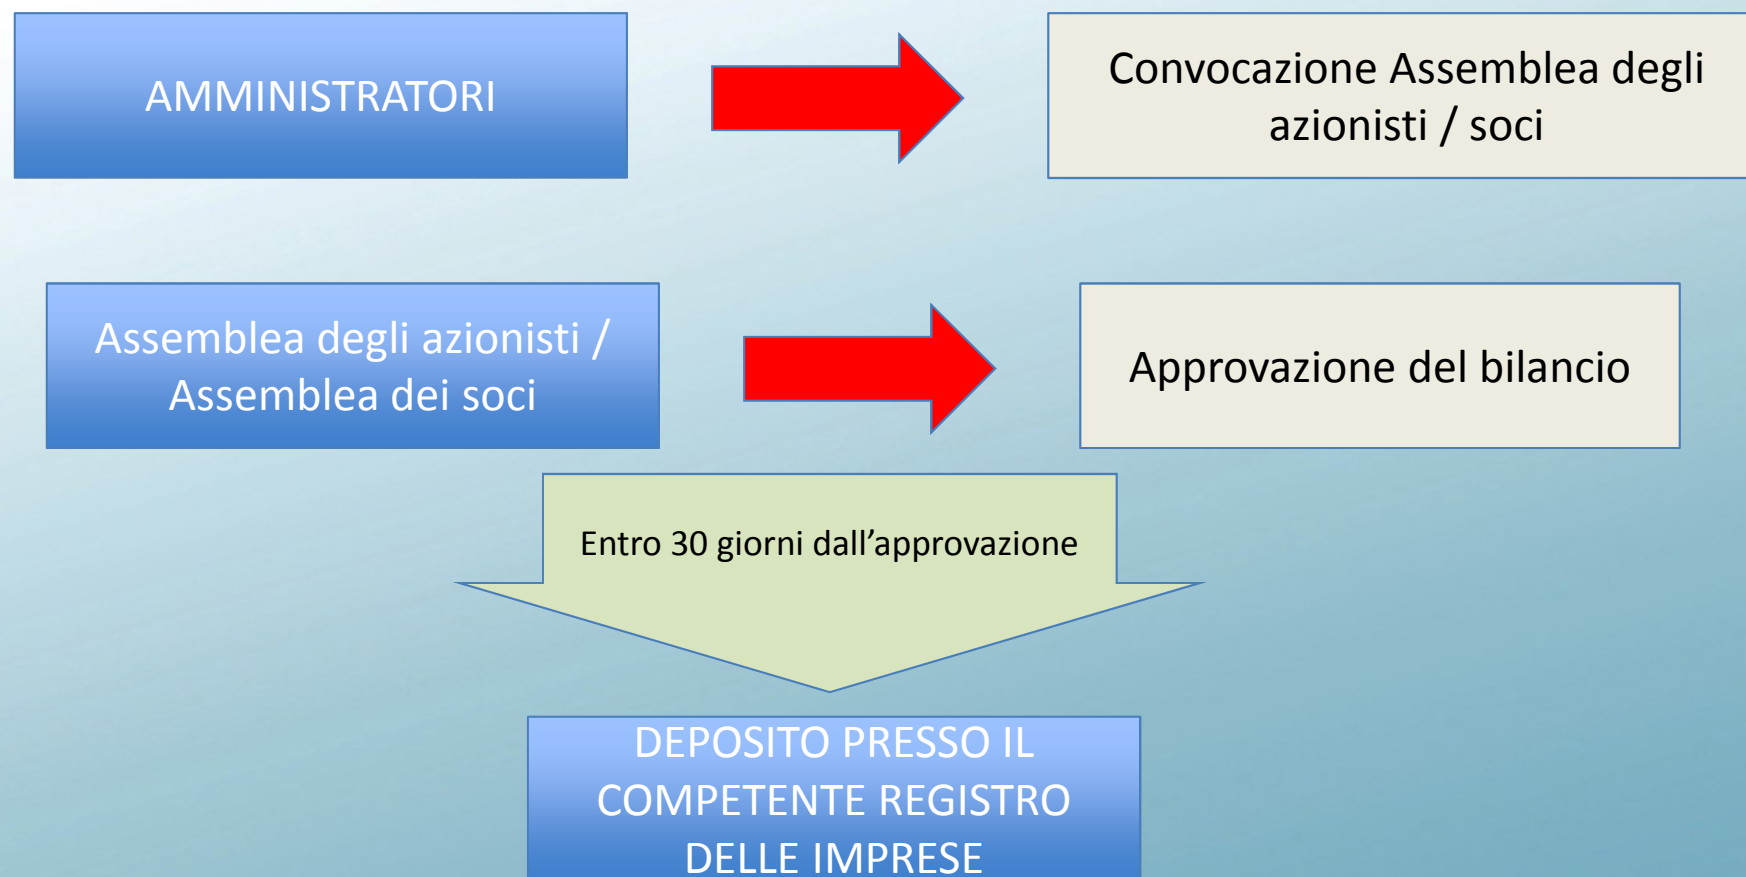 AMMINISTRATORI
Convocazione Assemblea degli
azionisti / soci
Assemblea degli azionisti /
Assemblea dei soci
Approvazione del bilancio
Entro 30 giorni dall’approvazione
DEPOSITO PRESSO IL
COMPETENTE REGISTRO
DELLE IMPRESE